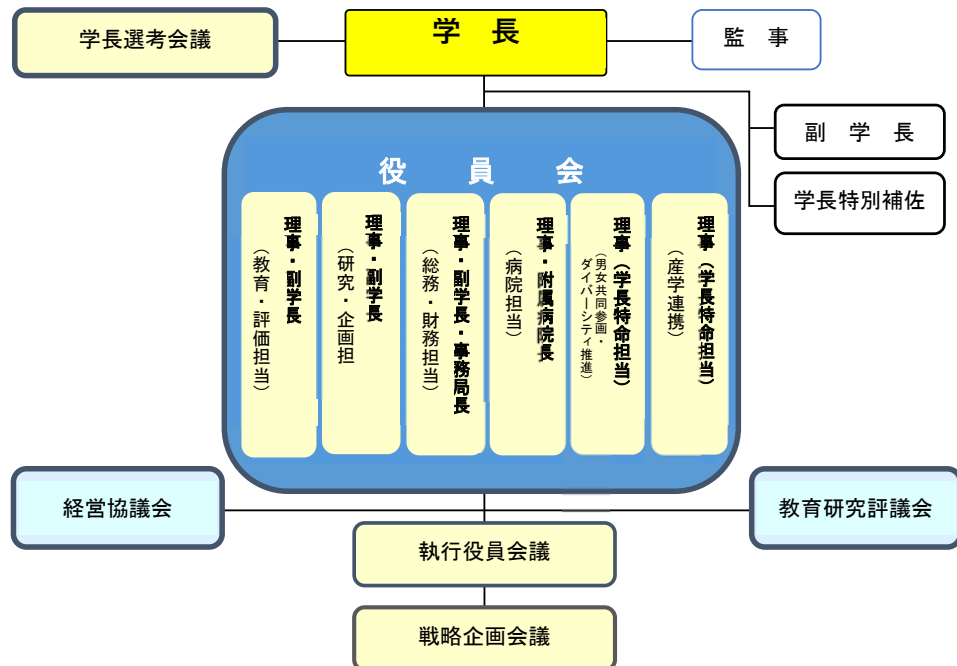 学長選考会議
学 長
監 事
副 学 長
学長特別補佐
役 員 会
理事・副学長
（教育・評価担当）
理事・副学長
（研究・企画担
理事・副学長・事務局長
（総務・財務担当）
理事・附属病院長
（病院担当）
理事（学長特命担当）
（男女共同参画・
ダイバーシティ推進）
理事（学長特命担当）
（産学連携）
経営協議会
教育研究評議会
執行役員会議
戦略企画会議